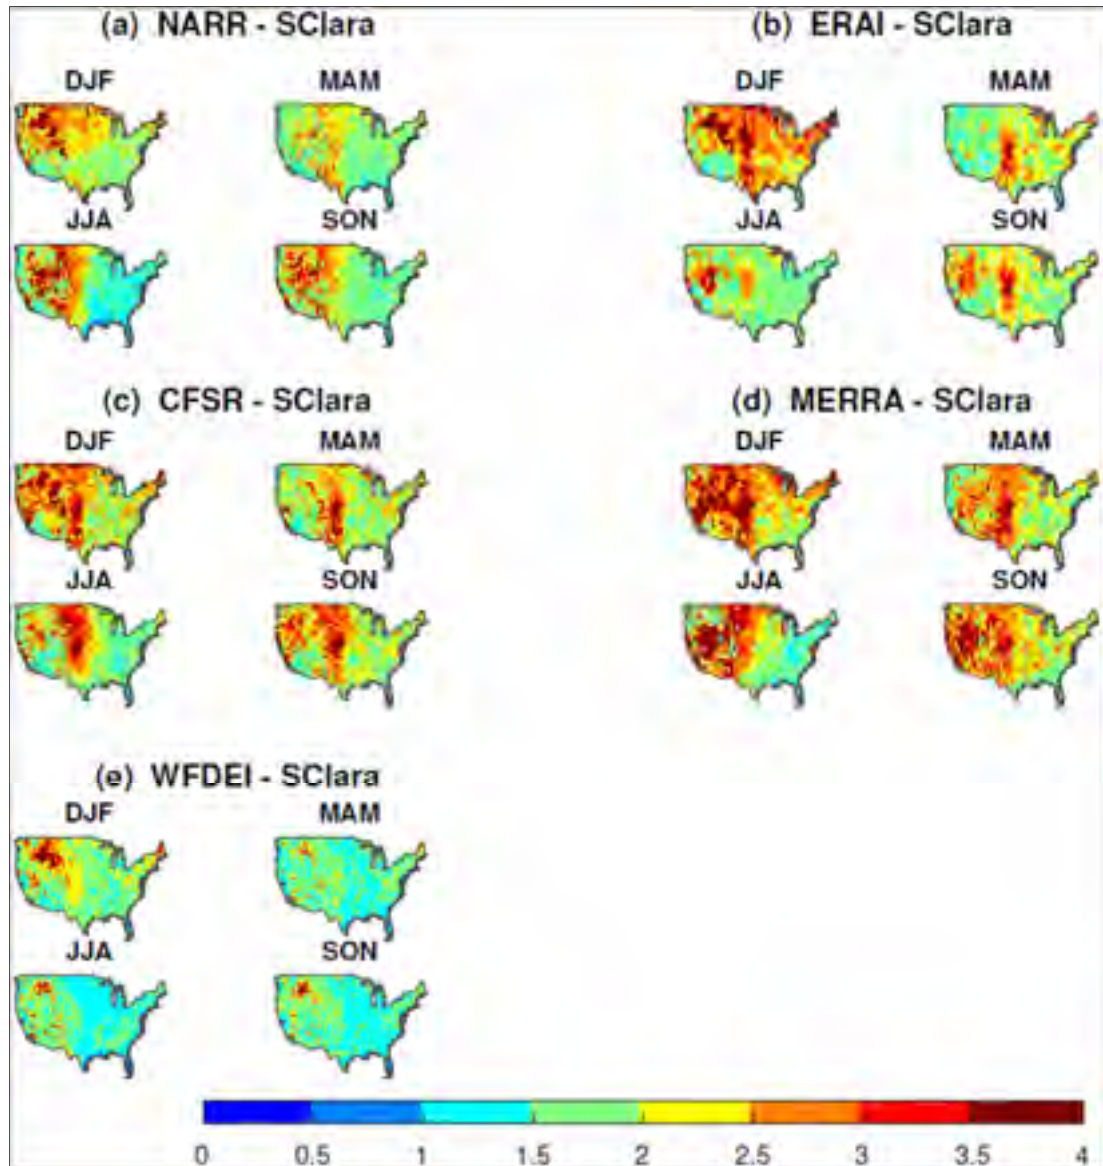 (a) NARR - SClara
(b) ERAI - SClara
DJF
MAM
DJF
MAM
JJA
SON
JJA
SON
(c) CFSR - SClara
(d) MERRA - SClara
DJF
MAM
DJF
MAM
JJA
SON
JJA
SON
(e) WFDEI - SClara
DJF
MAM
JJA
SON
0 0.5 1 1.5 2 2.5 3 3.5 4